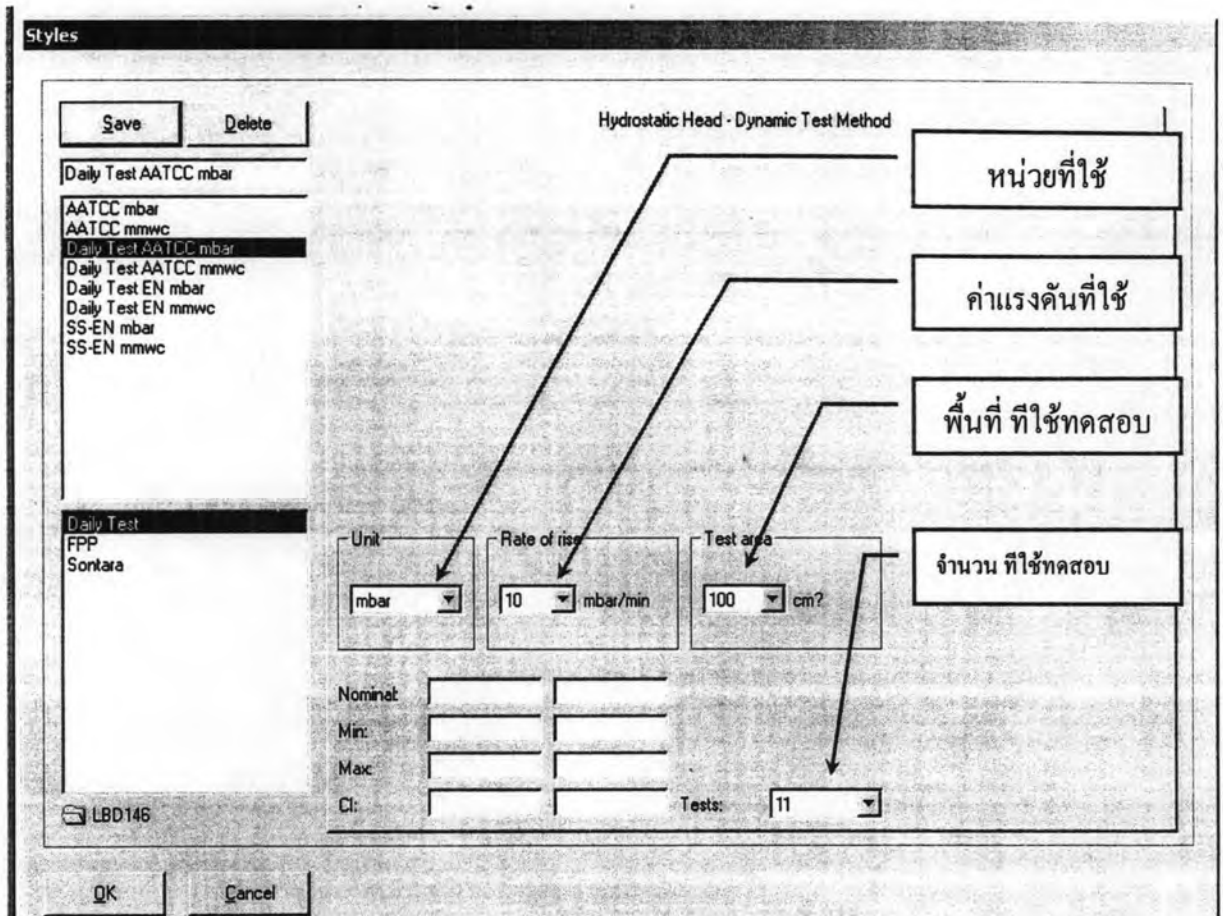 Styles
Save
Delete
Hydrostatic Head - Dynamic Test Method
Daily Test AATCC mbar
AATCC mbar
AATCC mmwc
Daily Test AATCC mbar
Daily Test AATCC mmwc
Daily Test EN mbar
Daily Test EN mmwc
SS-EN mbar
SS-EN mmwc
หน่วยที่ใช้
ค่าแรงดันที่ใช้
พื้นที่ ทีใช้ทดสอบ
จำนวน ทีใช้ทดสอบ
Daily Test
FPP
Sontara
LBD146
Unit
mbar
Rate of rise
10 mbar/min
Test area
100 cm?
Nominal:
Min:
Max:
CI:
Tests: 11
OK
Cancel